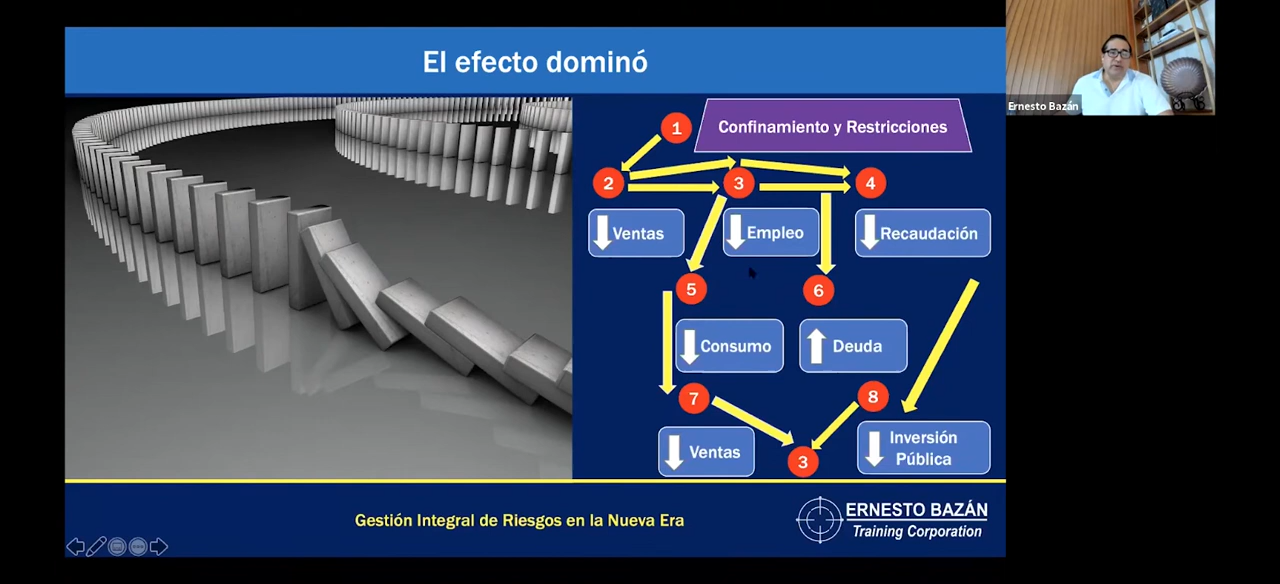 El efecto dominó
Ernesto Bazán
1
Confinamiento y Restricciones
2
3
4
Ventas
Empleo
Recaudación
5
6
Consumo
Deuda
7
8
Ventas
3
Inversión
Pública
Gestión Integral de Riesgos en la Nueva Era
ERNESTO BAZÁN
Training Corporation